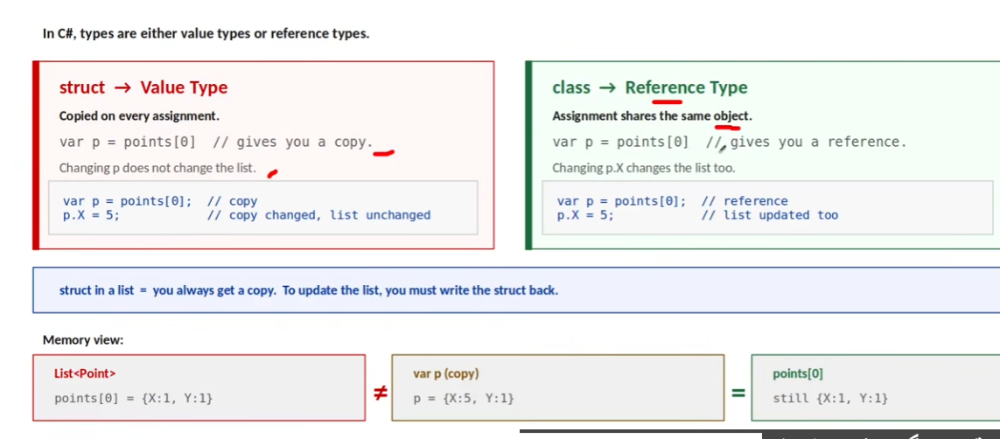 In C#, types are either value types or reference types.
struct → Value Type
Copied on every assignment.
var p = points[0]  // gives you a copy.
Changing p does not change the list.
var p = points[0];  // copy
p.X = 5;            // copy changed, list unchanged
class → Reference Type
Assignment shares the same object.
var p = points[0]  // gives you a reference.
Changing p.X changes the list too.
var p = points[0];  // reference
p.X = 5;            // list updated too
struct in a list = you always get a copy. To update the list, you must write the struct back.
Memory view:
List<Point>
points[0] = {X:1, Y:1}
≠
var p (copy)
p = {X:5, Y:1}
=
points[0]
still {X:1, Y:1}